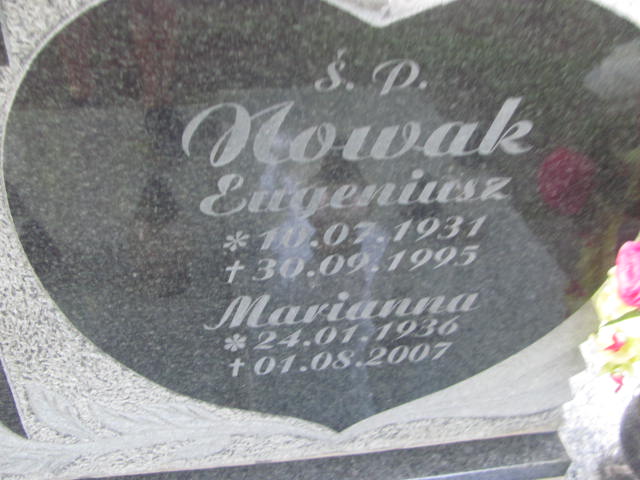 Ś. P.
Nowak
Eugeniusz
* 10.07.1931
† 30.09.1995
Marianna
* 24.01.1936
† 01.08.2007